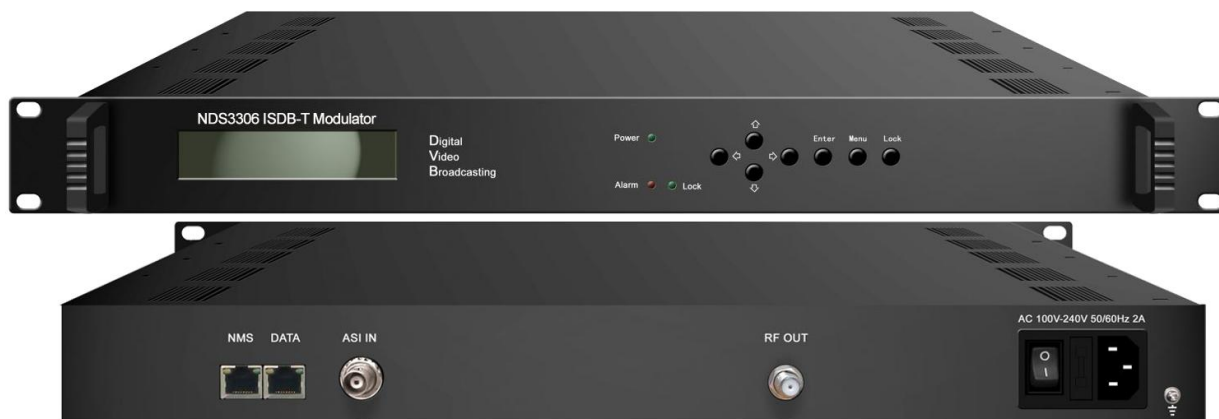 NDS3306 ISDB-T Modulator
Digital
Video
Broadcasting
Power
Alarm
Lock
Enter
Menu
Lock
NMS
DATA
ASI IN
RF OUT
AC 100V-240V 50/60Hz 2A
O
I